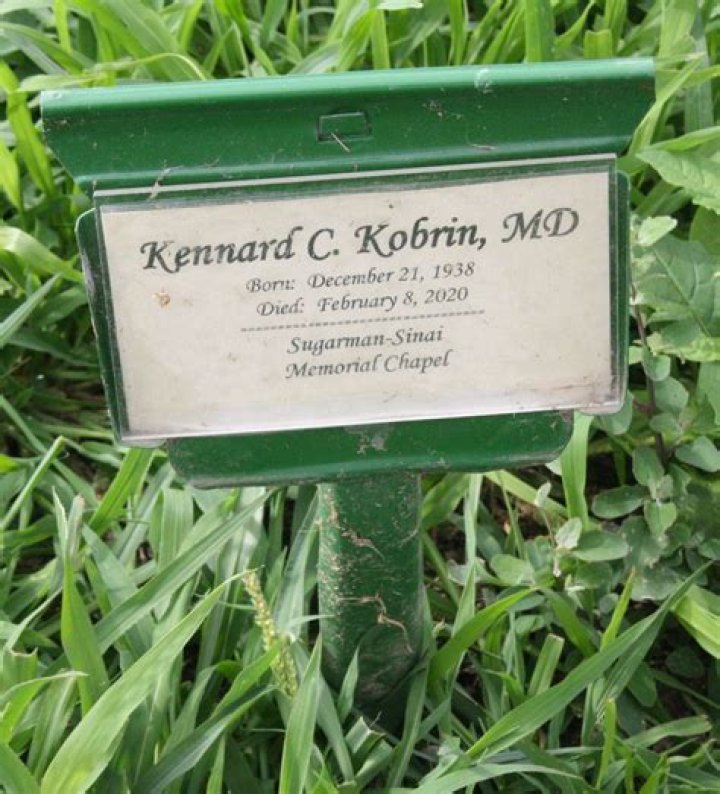 Kennard C. Kobrin, MD
Born: December 21, 1938
Died: February 8, 2020
Sugarman-Sinai
Memorial Chapel